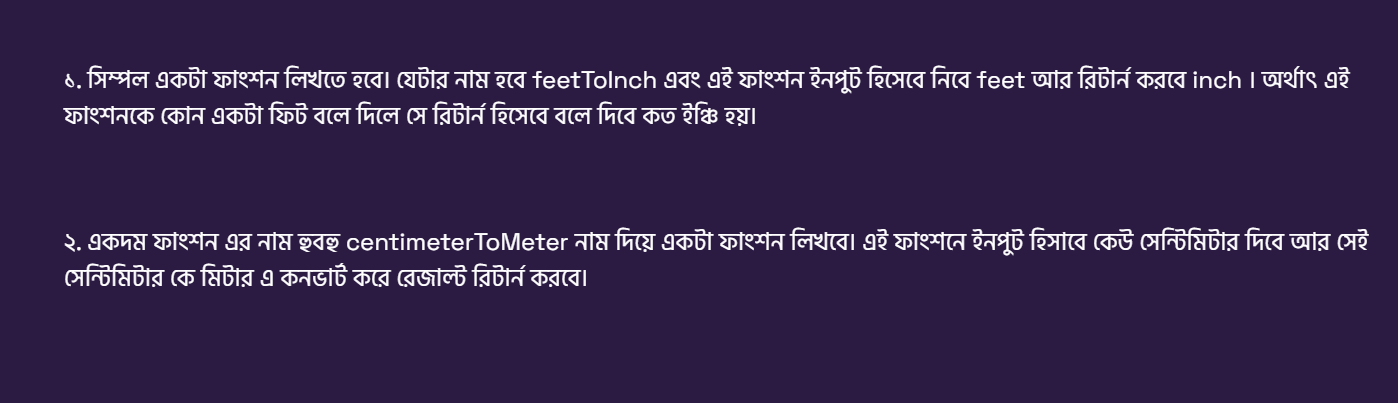 ১. সিম্পল একটা ফাংশন লিখতে হবে। যেটার নাম হবে feetToInch এবং এই ফাংশন ইনপুট হিসেবে নিবে feet আর রিটার্ন করবে inch । অর্থাৎ এই
ফাংশনকে কোন একটা ফিট বলে দিলে সে রিটার্ন হিসেবে বলে দিবে কত ইঞ্চি হয়।
২. একদম ফাংশন এর নাম হুবহু centimeterToMeter নাম দিয়ে একটা ফাংশন লিখবে। এই ফাংশনে ইনপুট হিসাবে কেউ সেন্টিমিটার দিবে আর সেই
সেন্টিমিটার কে মিটার এ কনভার্ট করে রেজাল্ট রিটার্ন করবে।